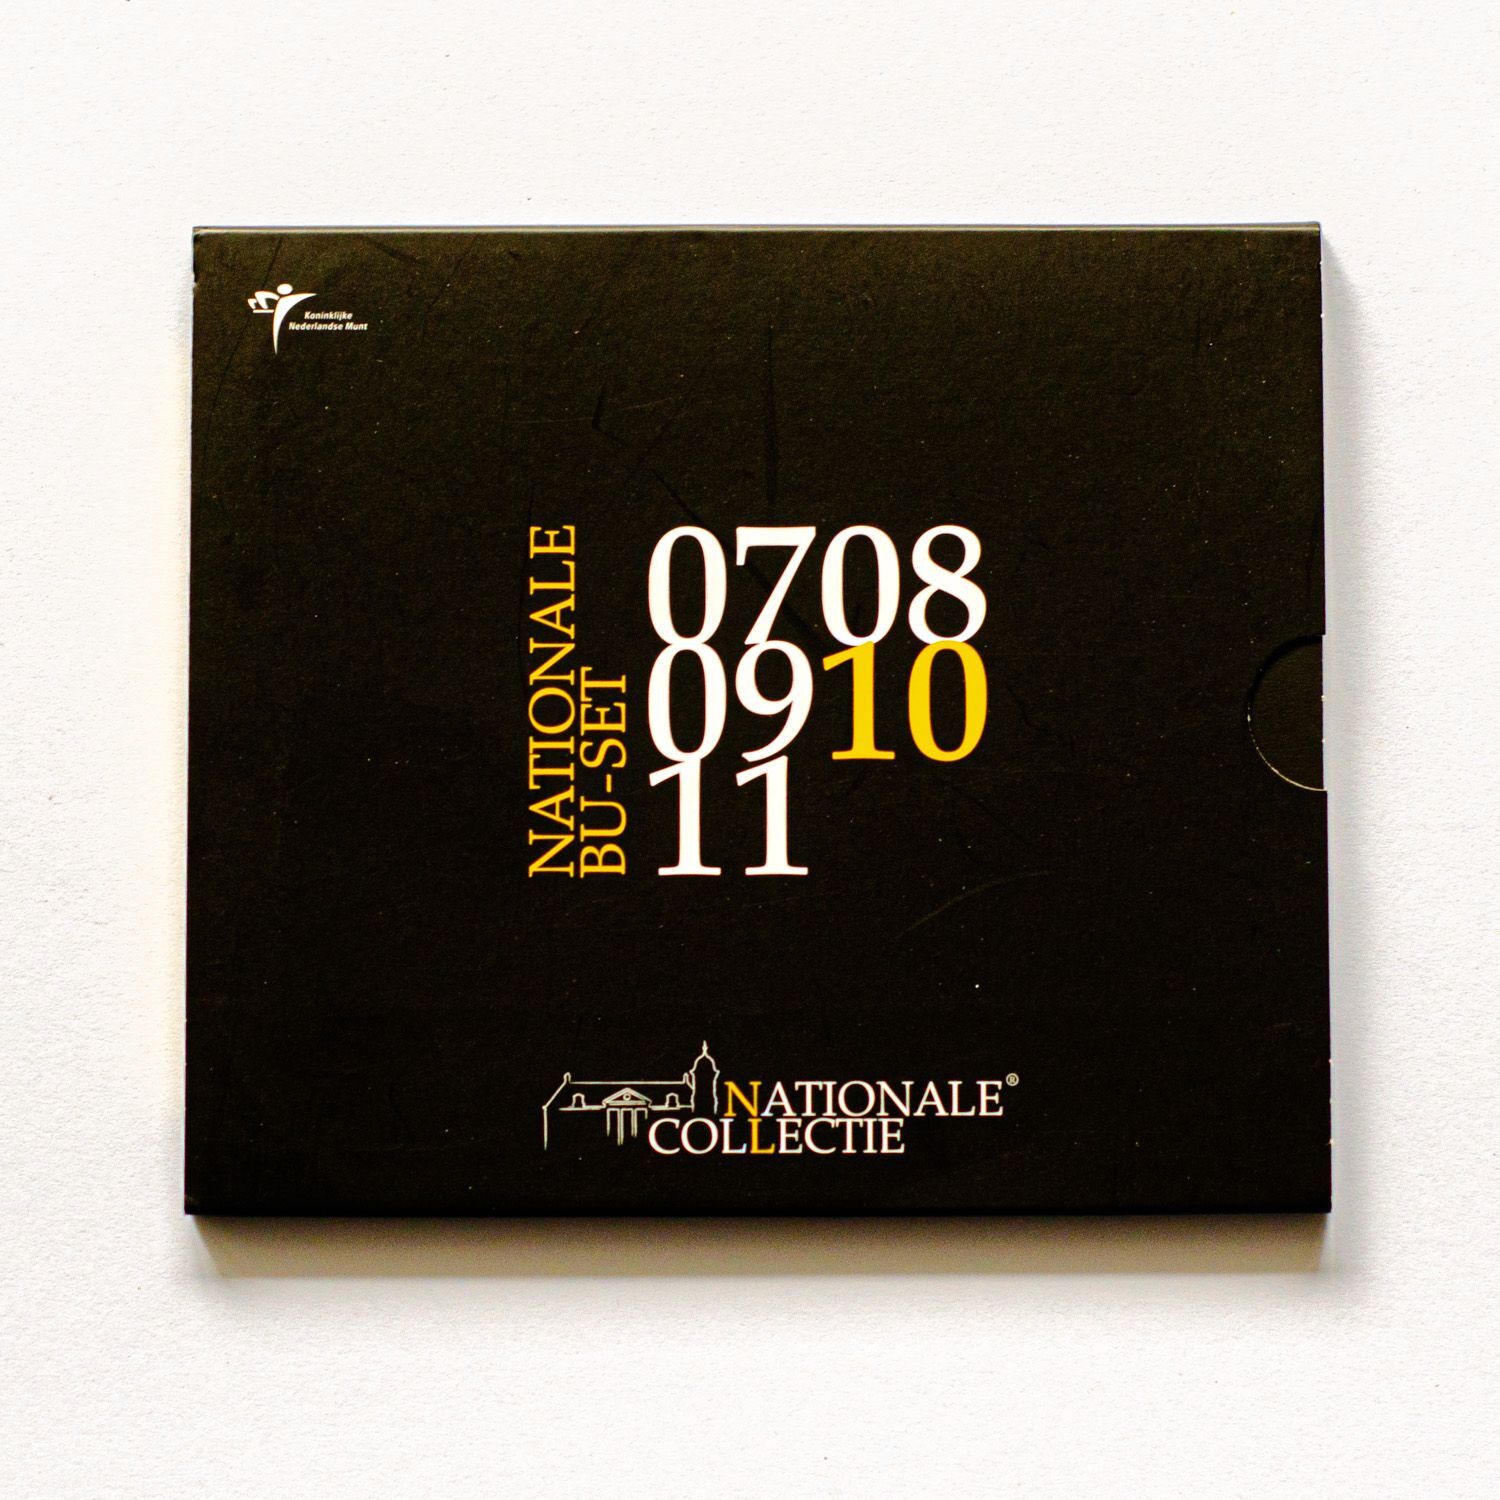 Koninklijke
Nederlandse Munt
NATIONALE
BU-SET
0708
0910
11
NATIONALE®
COLLECTIE